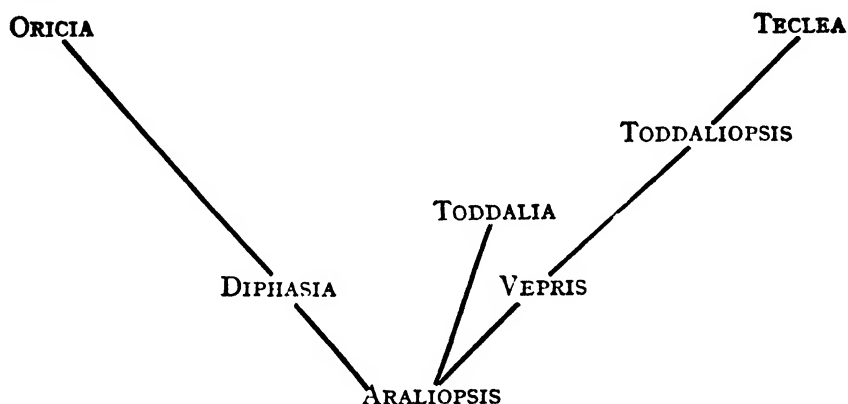 ORICIA
TECLEA
TODDALIOPSIS
TODDALIA
DIPHASIA
VEPRIS
ARALIOPSIS